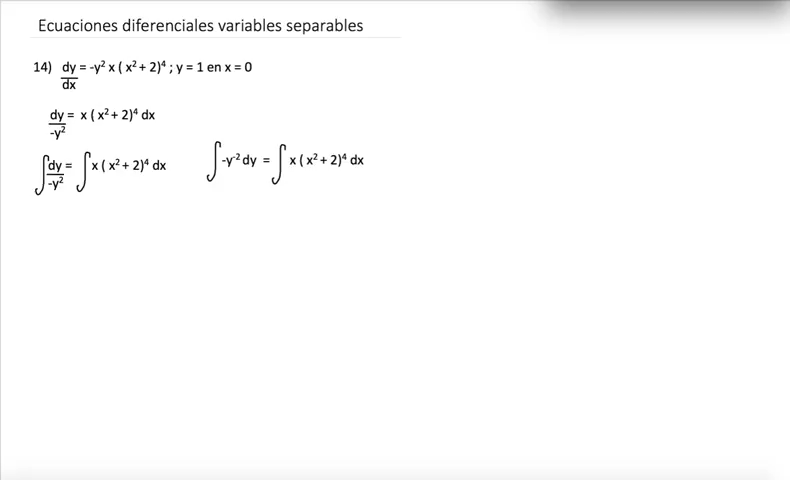 Ecuaciones diferenciales variables separables
14) dy = -y² x ( x² + 2)⁴ ; y = 1 en x = 0
dx
dy = x ( x² + 2)⁴ dx
-y²
∫dy = ∫x ( x² + 2)⁴ dx ∫-y⁻² dy = ∫x ( x² + 2)⁴ dx
-y²